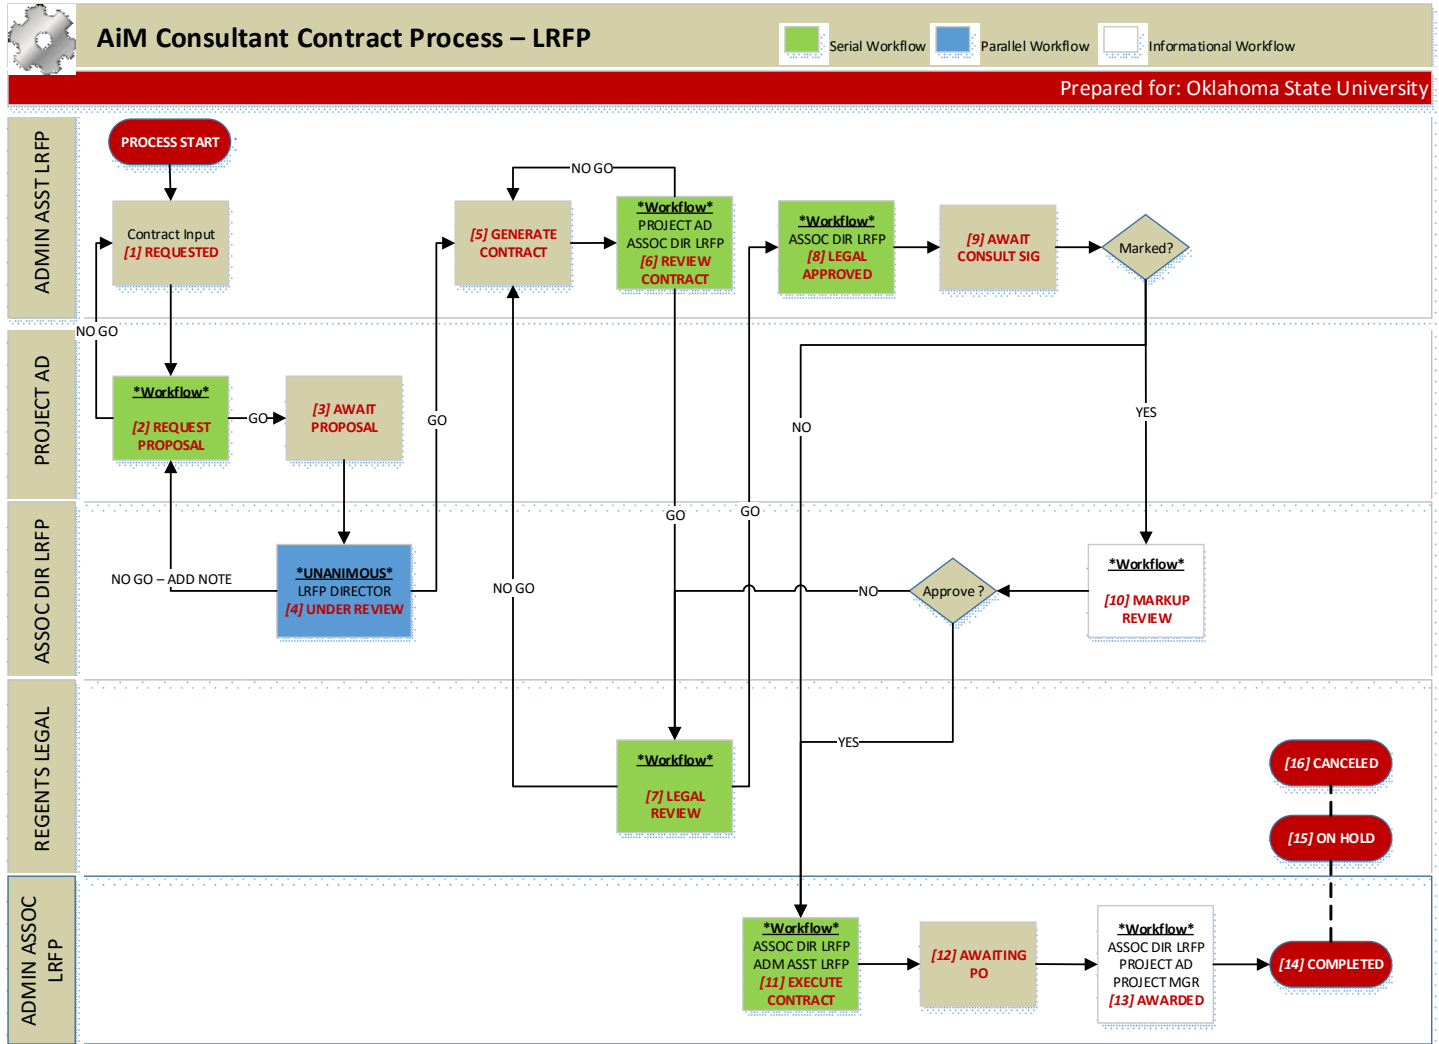 AiM Consultant Contract Process – LRFP
Serial Workflow
Parallel Workflow
Informational Workflow
Prepared for: Oklahoma State University
ADMIN ASST LRFP
PROCESS START
Contract Input
[1] REQUESTED
NO GO
[5] GENERATE
CONTRACT
NO GO
*Workflow*
PROJECT AD
ASSOC DIR LRFP
[6] REVIEW
CONTRACT
*Workflow*
ASSOC DIR LRFP
[8] LEGAL
APPROVED
[9] AWAIT
CONSULT SIG
Marked?
PROJECT AD
*Workflow*
[2] REQUEST
PROPOSAL
GO
[3] AWAIT
PROPOSAL
GO
NO
YES
ASSOC DIR LRFP
NO GO – ADD NOTE
*UNANIMOUS*
LRFP DIRECTOR
[4] UNDER REVIEW
NO GO
GO
GO
NO
Approve ?
*Workflow*
[10] MARKUP
REVIEW
REGENTS LEGAL
*Workflow*
[7] LEGAL
REVIEW
YES
[16] CANCELED
[15] ON HOLD
ADMIN ASSOC
LRFP
*Workflow*
ASSOC DIR LRFP
ADM ASST LRFP
[11] EXECUTE
CONTRACT
[12] AWAITING
PO
*Workflow*
ASSOC DIR LRFP
PROJECT AD
PROJECT MGR
[13] AWARDED
[14] COMPLETED